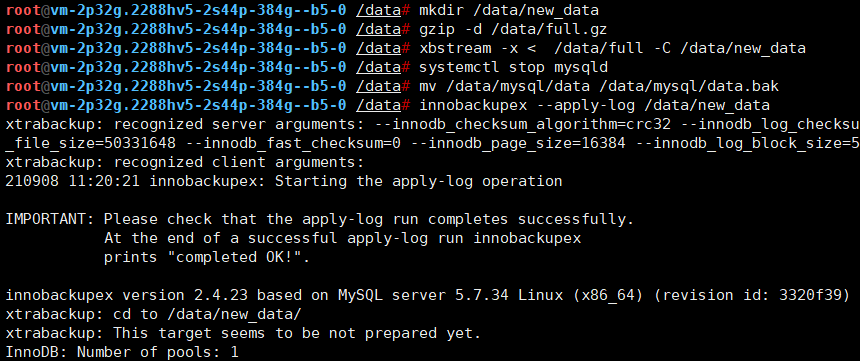 root@vm-2p32g.2288hv5-2s44p-384g--b5-0 /data# mkdir /data/new_data
root@vm-2p32g.2288hv5-2s44p-384g--b5-0 /data# gzip -d /data/full.gz
root@vm-2p32g.2288hv5-2s44p-384g--b5-0 /data# xbstream -x <  /data/full -C /data/new_data
root@vm-2p32g.2288hv5-2s44p-384g--b5-0 /data# systemctl stop mysqld
root@vm-2p32g.2288hv5-2s44p-384g--b5-0 /data# mv /data/mysql/data /data/mysql/data.bak
root@vm-2p32g.2288hv5-2s44p-384g--b5-0 /data# innobackupex --apply-log /data/new_data
xtrabackup: recognized server arguments: --innodb_checksum_algorithm=crc32 --innodb_log_checksu
_file_size=50331648 --innodb_fast_checksum=0 --innodb_page_size=16384 --innodb_log_block_size=5
xtrabackup: recognized client arguments:
210908 11:20:21 innobackupex: Starting the apply-log operation
IMPORTANT: Please check that the apply-log run completes successfully.
           At the end of a successful apply-log run innobackupex
           prints "completed OK!".
innobackupex version 2.4.23 based on MySQL server 5.7.34 Linux (x86_64) (revision id: 3320f39)
xtrabackup: cd to /data/new_data/
xtrabackup: This target seems to be not prepared yet.
InnoDB: Number of pools: 1